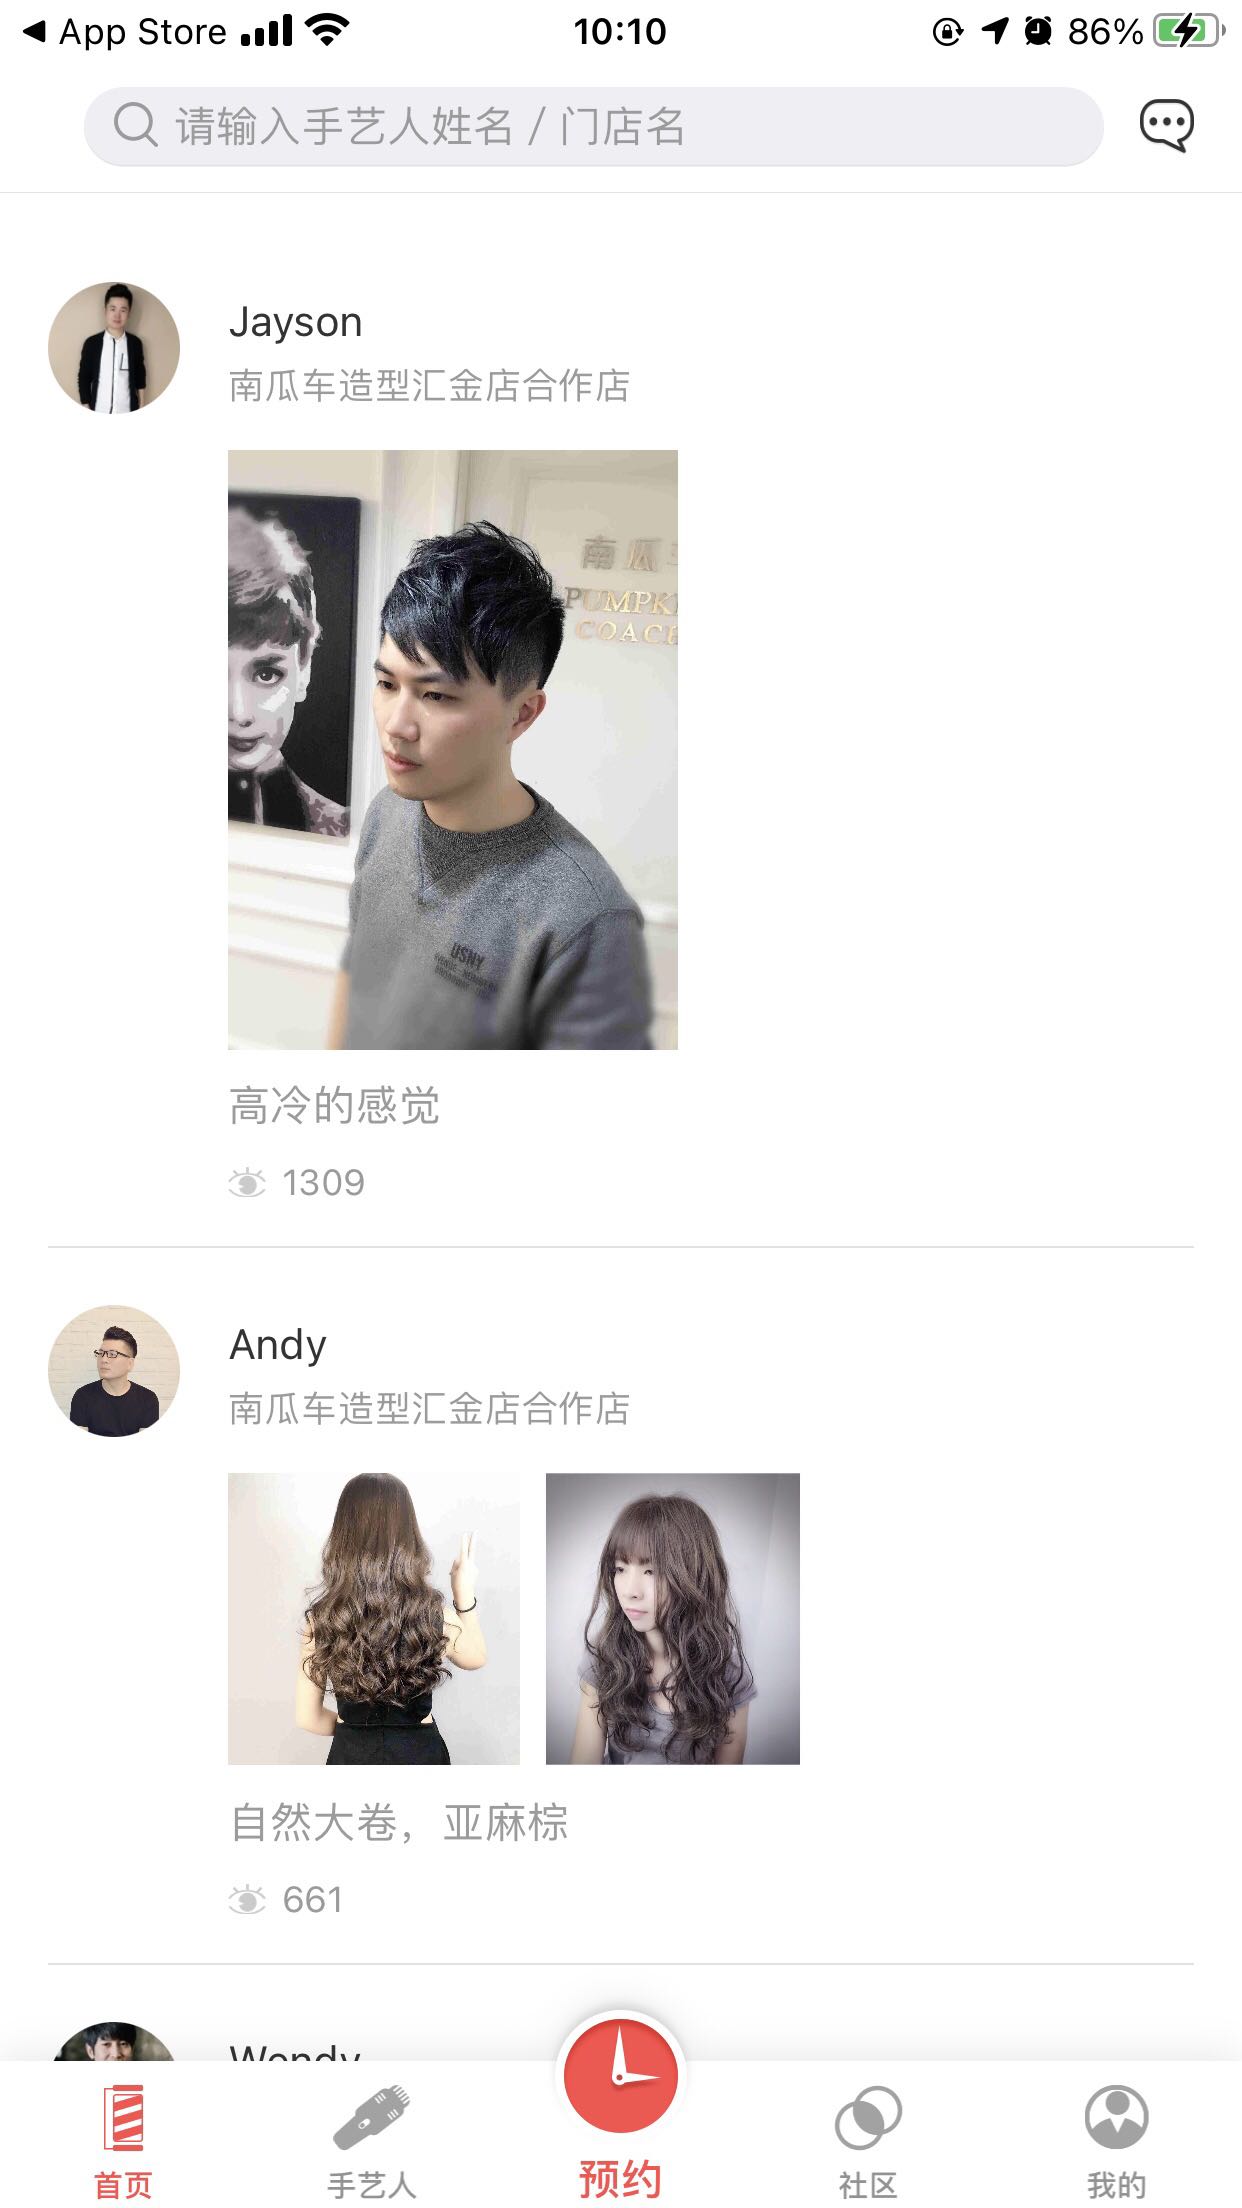 App Store
10:10
86%
请输入手艺人姓名 / 门店名
Jayson
南瓜车造型汇金店合作店
南瓜
PUMPK
COACH
USNY
高冷的感觉
1309
Andy
南瓜车造型汇金店合作店
自然大卷，亚麻棕
661
Wendy
首页
手艺人
预约
社区
我的